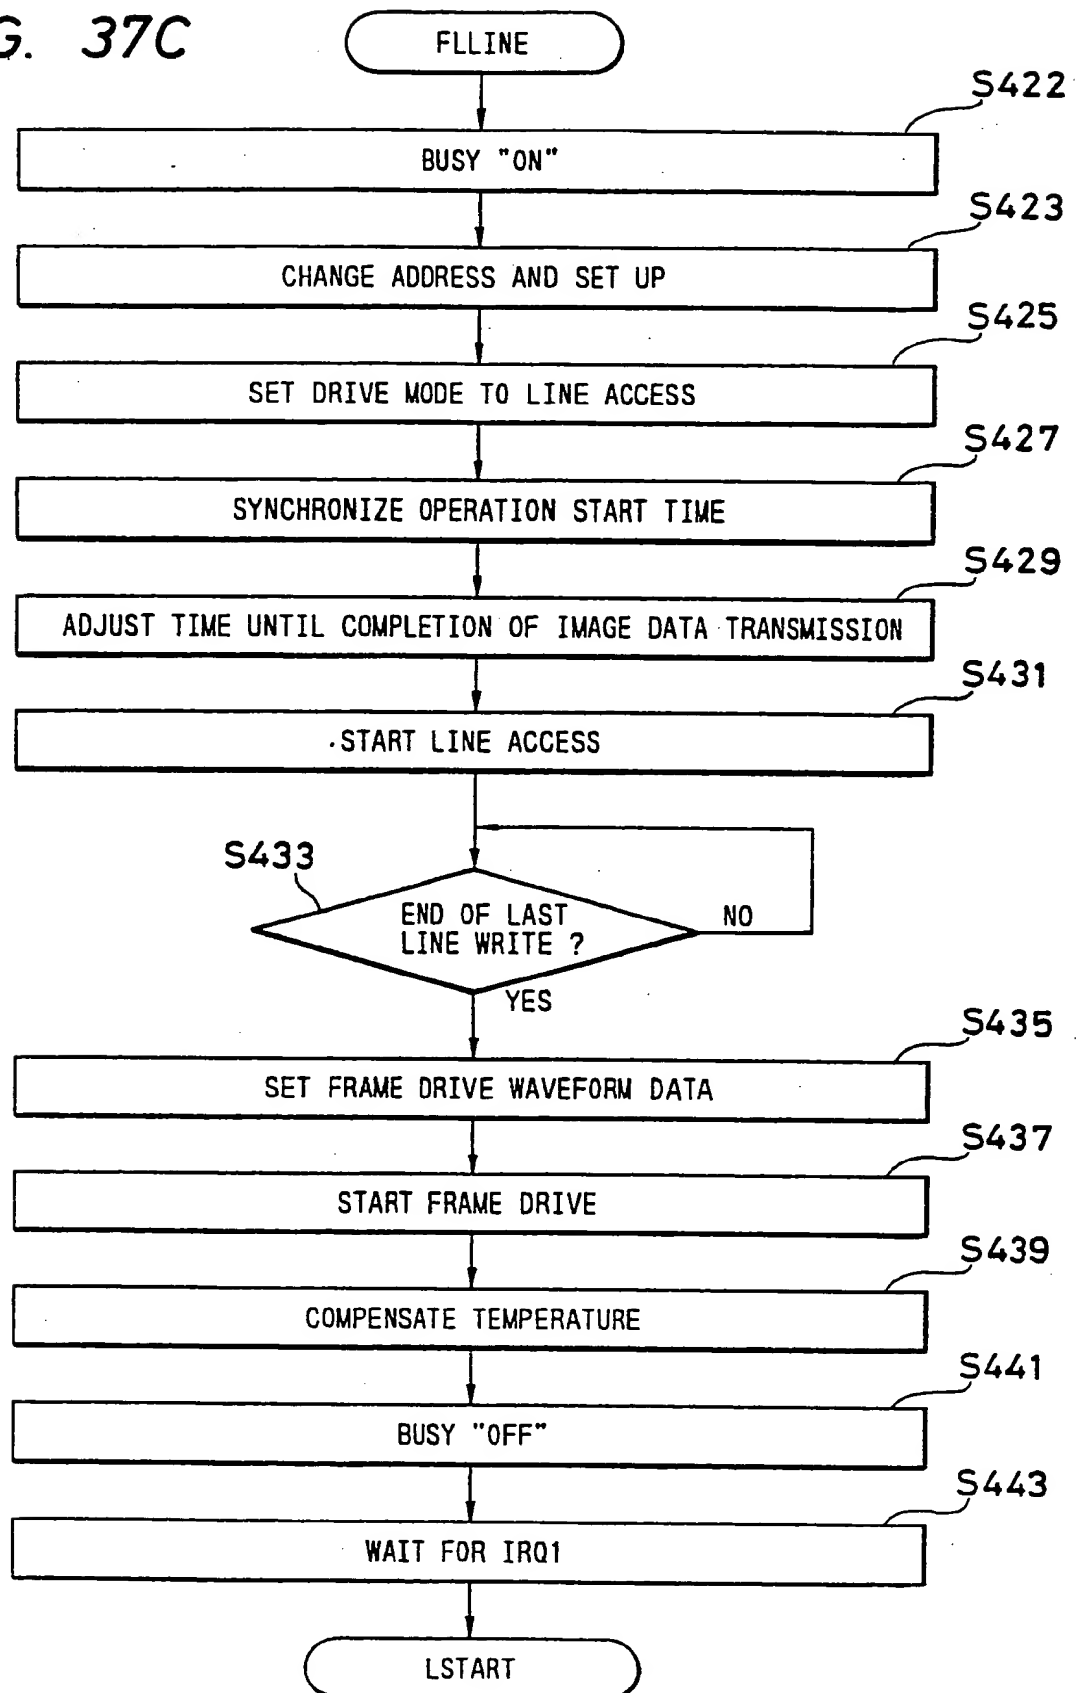 G. 37C
FLLINE
S422
BUSY "ON"
S423
CHANGE ADDRESS AND SET UP
S425
SET DRIVE MODE TO LINE ACCESS
S427
SYNCHRONIZE OPERATION START TIME
S429
ADJUST TIME UNTIL COMPLETION OF IMAGE DATA TRANSMISSION
S431
START LINE ACCESS
S433
END OF LAST
LINE WRITE ?
NO
YES
S435
SET FRAME DRIVE WAVEFORM DATA
S437
START FRAME DRIVE
S439
COMPENSATE TEMPERATURE
S441
BUSY "OFF"
S443
WAIT FOR IRQ1
LSTART